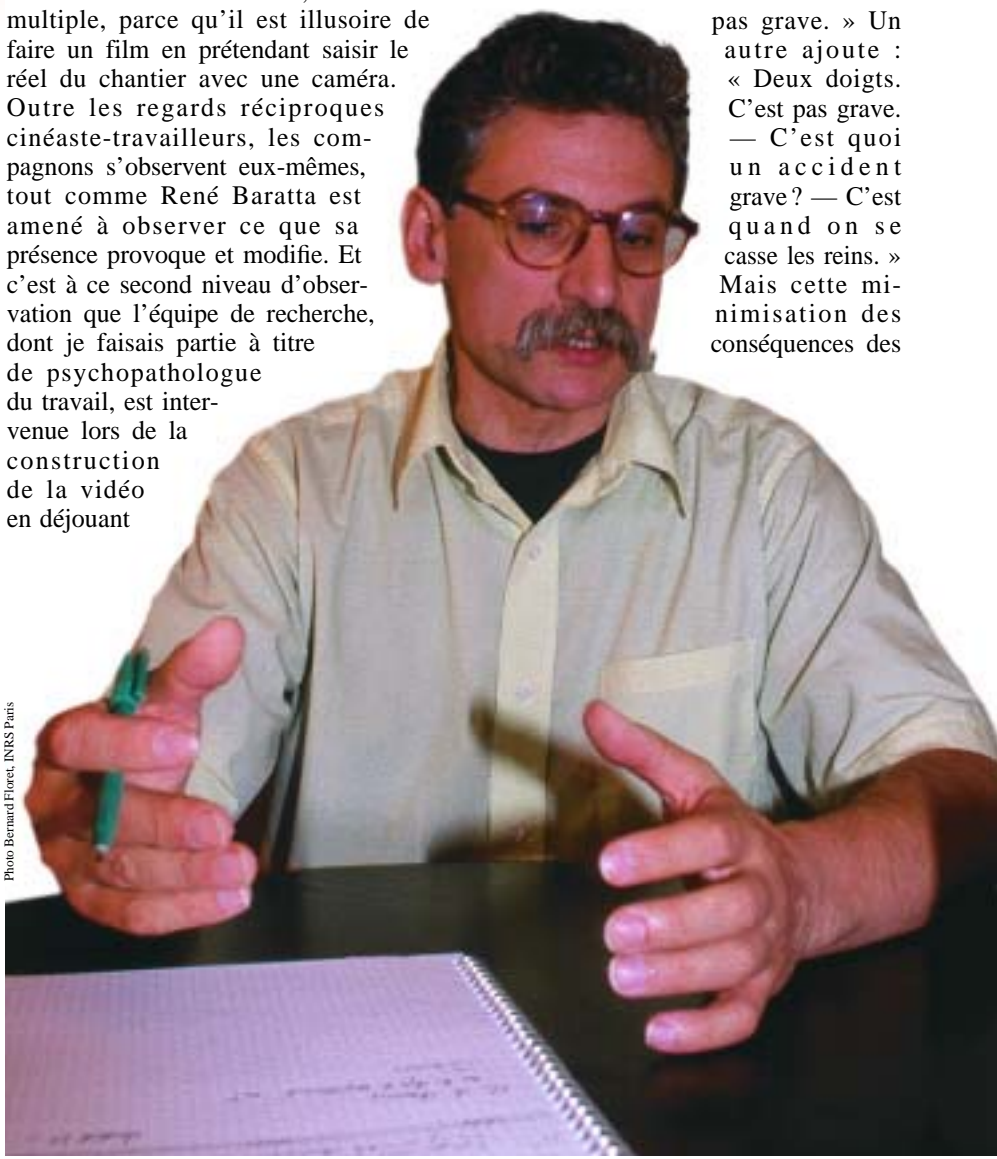 multiple, parce qu'il est illusoire de
faire un film en prétendant saisir le
réel du chantier avec une caméra.
Outre les regards réciproques
cinéaste-travailleurs, les com-
pagnons s'observent eux-mêmes,
tout comme René Baratta est
amené à observer ce que sa
présence provoque et modifie. Et
c'est à ce second niveau d'obser-
vation que l'équipe de recherche,
dont je faisais partie à titre
de psychopathologue
du travail, est inter-
venue lors de la
construction
de la vidéo
en déjouant
pas grave. » Un
autre ajoute :
« Deux doigts.
C'est pas grave.
— C'est quoi
un accident
grave ? — C'est
quand on se
casse les reins. »
Mais cette mi-
nimisation des
conséquences des
Photo Bernard Floret, INRS Paris